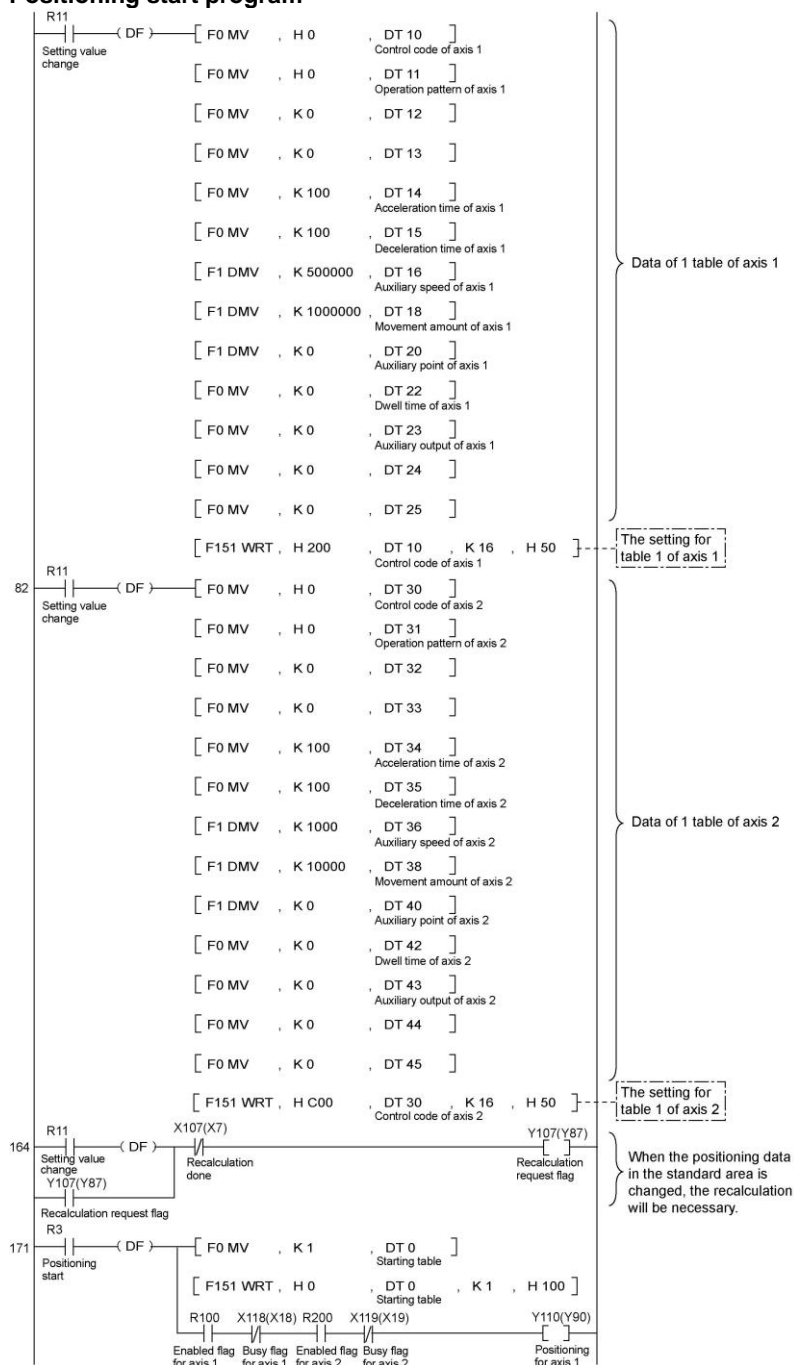 Positioning start program
R11
( DF ) [ F0 MV , H 0 , DT 10 ]
Setting value
change
Control code of axis 1
[ F0 MV , H 0 , DT 11 ]
Operation pattern of axis 1
[ F0 MV , K 0 , DT 12 ]
[ F0 MV , K 0 , DT 13 ]
[ F0 MV , K 100 , DT 14 ]
Acceleration time of axis 1
[ F0 MV , K 100 , DT 15 ]
Deceleration time of axis 1
[ F1 DMV , K 500000 , DT 16 ]
Auxiliary speed of axis 1
Data of 1 table of axis 1
[ F1 DMV , K 1000000 , DT 18 ]
Movement amount of axis 1
[ F1 DMV , K 0 , DT 20 ]
Auxiliary point of axis 1
[ F0 MV , K 0 , DT 22 ]
Dwell time of axis 1
[ F0 MV , K 0 , DT 23 ]
Auxiliary output of axis 1
[ F0 MV , K 0 , DT 24 ]
[ F0 MV , K 0 , DT 25 ]
[ F151 WRT , H 200 , DT 10 , K 16 , H 50 ]
Control code of axis 1
The setting for
table 1 of axis 1
R11
82 ( DF ) [ F0 MV , H 0 , DT 30 ]
Setting value
change
Control code of axis 2
[ F0 MV , H 0 , DT 31 ]
Operation pattern of axis 2
[ F0 MV , K 0 , DT 32 ]
[ F0 MV , K 0 , DT 33 ]
[ F0 MV , K 100 , DT 34 ]
Acceleration time of axis 2
[ F0 MV , K 100 , DT 35 ]
Deceleration time of axis 2
[ F1 DMV , K 1000 , DT 36 ]
Auxiliary speed of axis 2
Data of 1 table of axis 2
[ F1 DMV , K 10000 , DT 38 ]
Movement amount of axis 2
[ F1 DMV , K 0 , DT 40 ]
Auxiliary point of axis 2
[ F0 MV , K 0 , DT 42 ]
Dwell time of axis 2
[ F0 MV , K 0 , DT 43 ]
Auxiliary output of axis 2
[ F0 MV , K 0 , DT 44 ]
[ F0 MV , K 0 , DT 45 ]
[ F151 WRT , H C00 , DT 30 , K 16 , H 50 ]
Control code of axis 2
The setting for
table 1 of axis 2
R11 X107(X7) Y107(Y87)
164 ( DF ) [ ]
Setting value
change
Recalculation
done
Recalculation
request flag
Y107(Y87)
Recalculation request flag
When the positioning data
in the standard area is
changed, the recalculation
will be necessary.
R3
171 ( DF ) [ F0 MV , K 1 , DT 0 ]
Positioning
start
Starting table
[ F151 WRT , H 0 , DT 0 , K 1 , H 100 ]
Starting table
R100 X118(X18) R200 X119(X19) Y110(Y90)
[ ]
Enabled flag Busy flag Enabled flag Busy flag Positioning
for axis 1 for axis 1 for axis 2 for axis 2 for axis 1